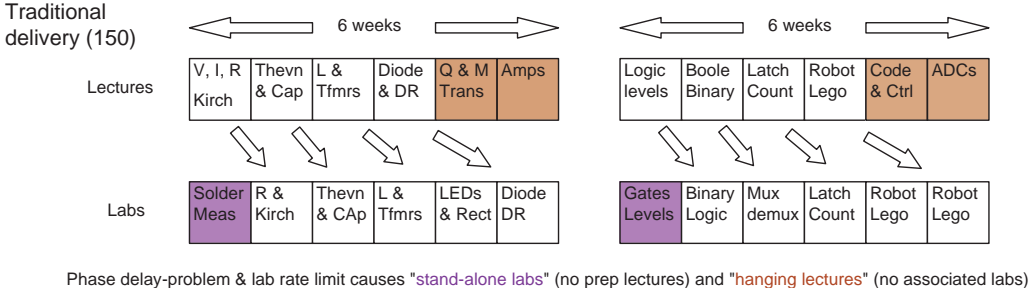 Traditional
delivery (150)
6 weeks
6 weeks
Lectures
V, I, R
Kirch
Thevn
& Cap
L &
Tfmrs
Diode
& DR
Q & M
Trans
Amps
Logic
levels
Boole
Binary
Latch
Count
Robot
Lego
Code
& Ctrl
ADCs
Labs
Solder
Meas
R &
Kirch
Thevn
& CAp
L &
Tfmrs
LEDs
& Rect
Diode
DR
Gates
Levels
Binary
Logic
Mux
demux
Latch
Count
Robot
Lego
Robot
Lego
Phase delay-problem & lab rate limit causes "stand-alone labs" (no prep lectures) and "hanging lectures" (no associated labs)